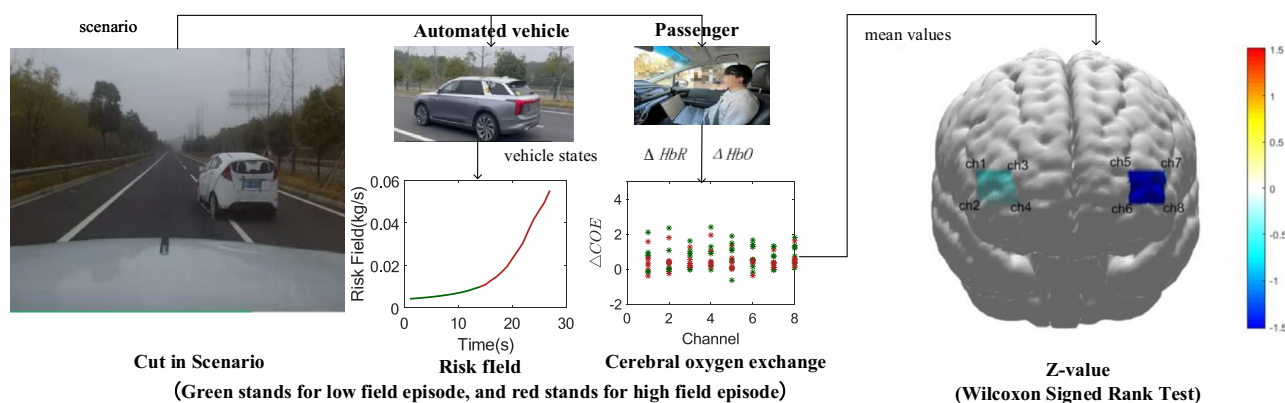 scenario
Automated vehicle
Passenger
mean values
vehicle states
Δ HbR
Δ HbO
0.06
0.04
0.02
0
0
10
20
30
Risk Field(kg/s)
Time(s)
4
2
0
-2
0
2
4
6
8
△COE
Channel
ch1
ch3
ch2
ch4
ch5
ch7
ch6
ch8
1.5
1
0.5
0
-0.5
-1
-1.5
Cut in Scenario
Risk fIeld
Cerebral oxygen exchange
(Green stands for low field episode, and red stands for high field episode)
Z-value
(Wilcoxon Signed Rank Test)